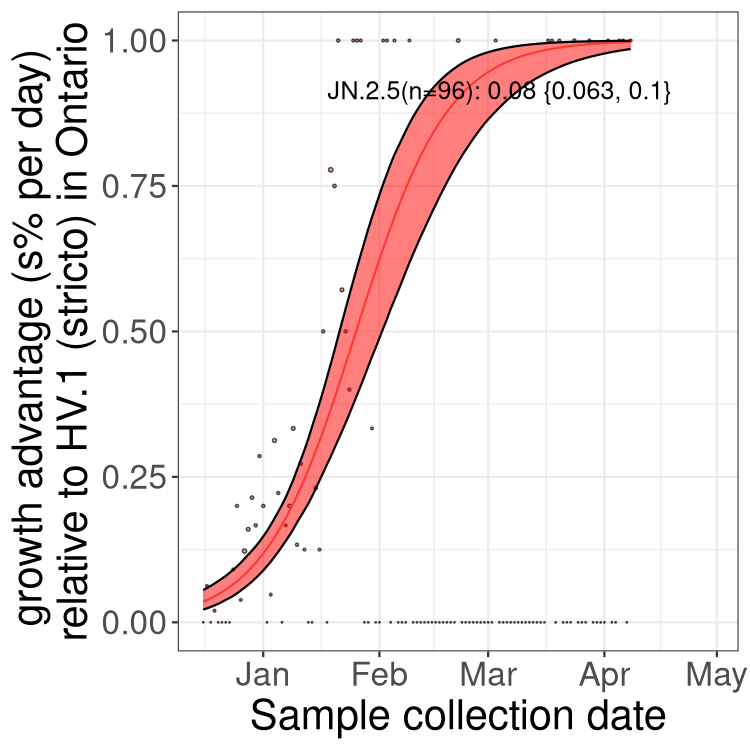 growth advantage (s% per day)
relative to HV.1 (stricto) in Ontario
1.00
0.75
0.50
0.25
0.00
JN.2.5(n=96): 0.08 {0.063, 0.1}
Jan Feb Mar Apr May
Sample collection date